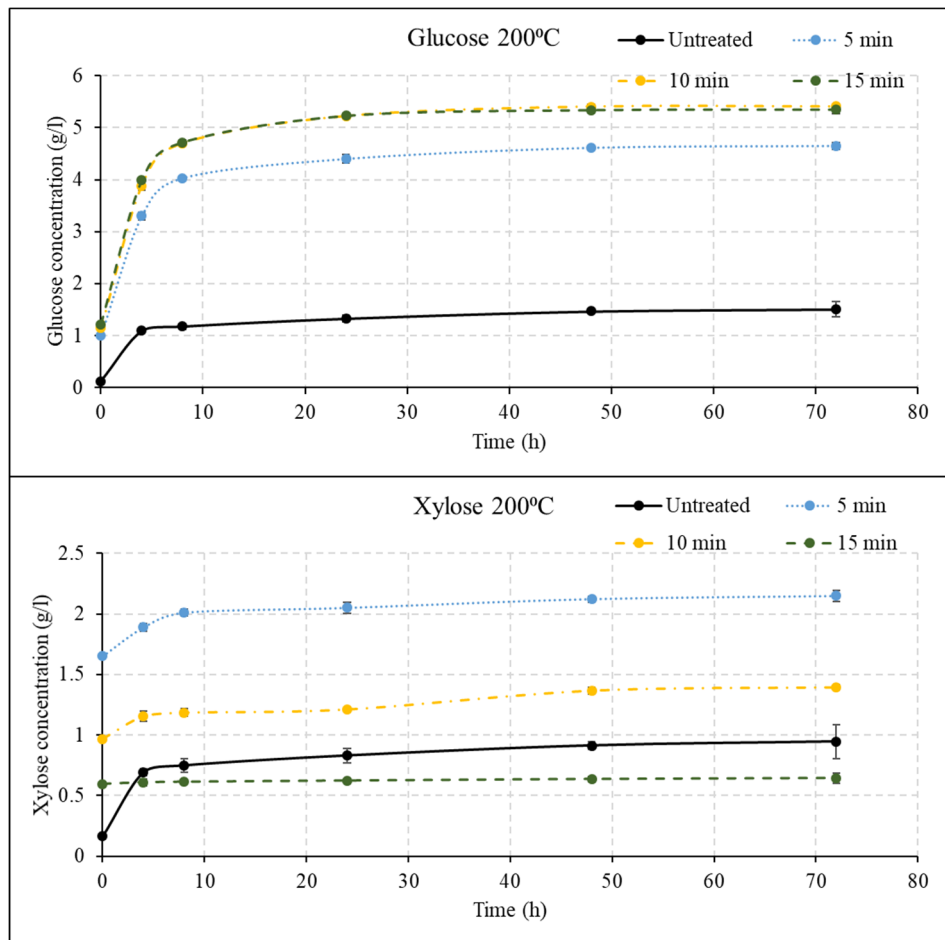 Glucose 200ºC
Untreated
5 min
10 min
15 min
Glucose concentration (g/l)
6
5
4
3
2
1
0
0 10 20 30 40 50 60 70 80
Time (h)
Xylose 200ºC
Untreated
5 min
10 min
15 min
Xylose concentration (g/l)
2.5
2
1.5
1
0.5
0
0 10 20 30 40 50 60 70 80
Time (h)